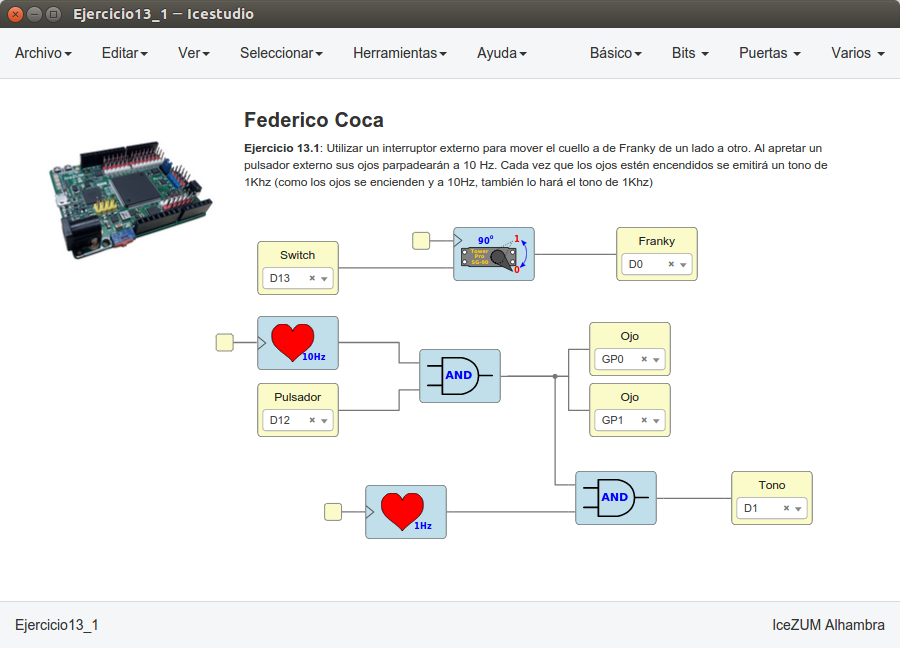 Ejercicio13_1 — Icestudio
Archivo Editar Ver Seleccionar Herramientas Ayuda Básico Bits Puertas Varios
Federico Coca
Ejercicio 13.1: Utilizar un interruptor externo para mover el cuello a de Franky de un lado a otro. Al apretar un
pulsador externo sus ojos parpadearán a 10 Hz. Cada vez que los ojos estén encendidos se emitirá un tono de
1Khz (como los ojos se encienden y a 10Hz, también lo hará el tono de 1Khz)
Switch
D13
90º
1
Tower
Pro
SG-90
0
Franky
D0
10Hz
Pulsador
D12
AND
Ojo
GP0
Ojo
GP1
1Hz
AND
Tono
D1
Ejercicio13_1
IceZUM Alhambra